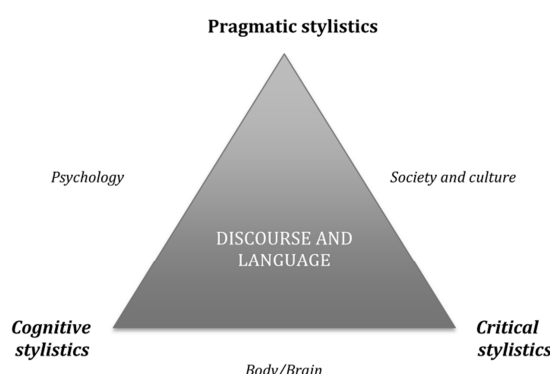 Pragmatic stylistics
Psychology
Society and culture
DISCOURSE AND
LANGUAGE
Cognitive
stylistics
Critical
stylistics
Body/Brain